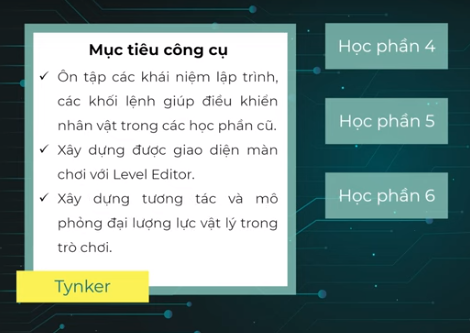 Mục tiêu công cụ
✓ Ôn tập các khái niệm lập trình,
các khối lệnh giúp điều khiển
nhân vật trong các học phần cũ.
✓ Xây dựng được giao diện màn
chơi với Level Editor.
✓ Xây dựng tương tác và mô
phỏng đại lượng lực vật lý trong
trò chơi.
Tynker
Học phần 4
Học phần 5
Học phần 6